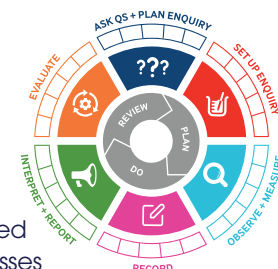 ASK QS + PLAN ENQUIRY
EVALUATE
SET UP ENQUIRY
???
REVIEW
PLAN
DO
INTERPRET + REPORT
OBSERVE + MEASURE
RECORD
ed
sses